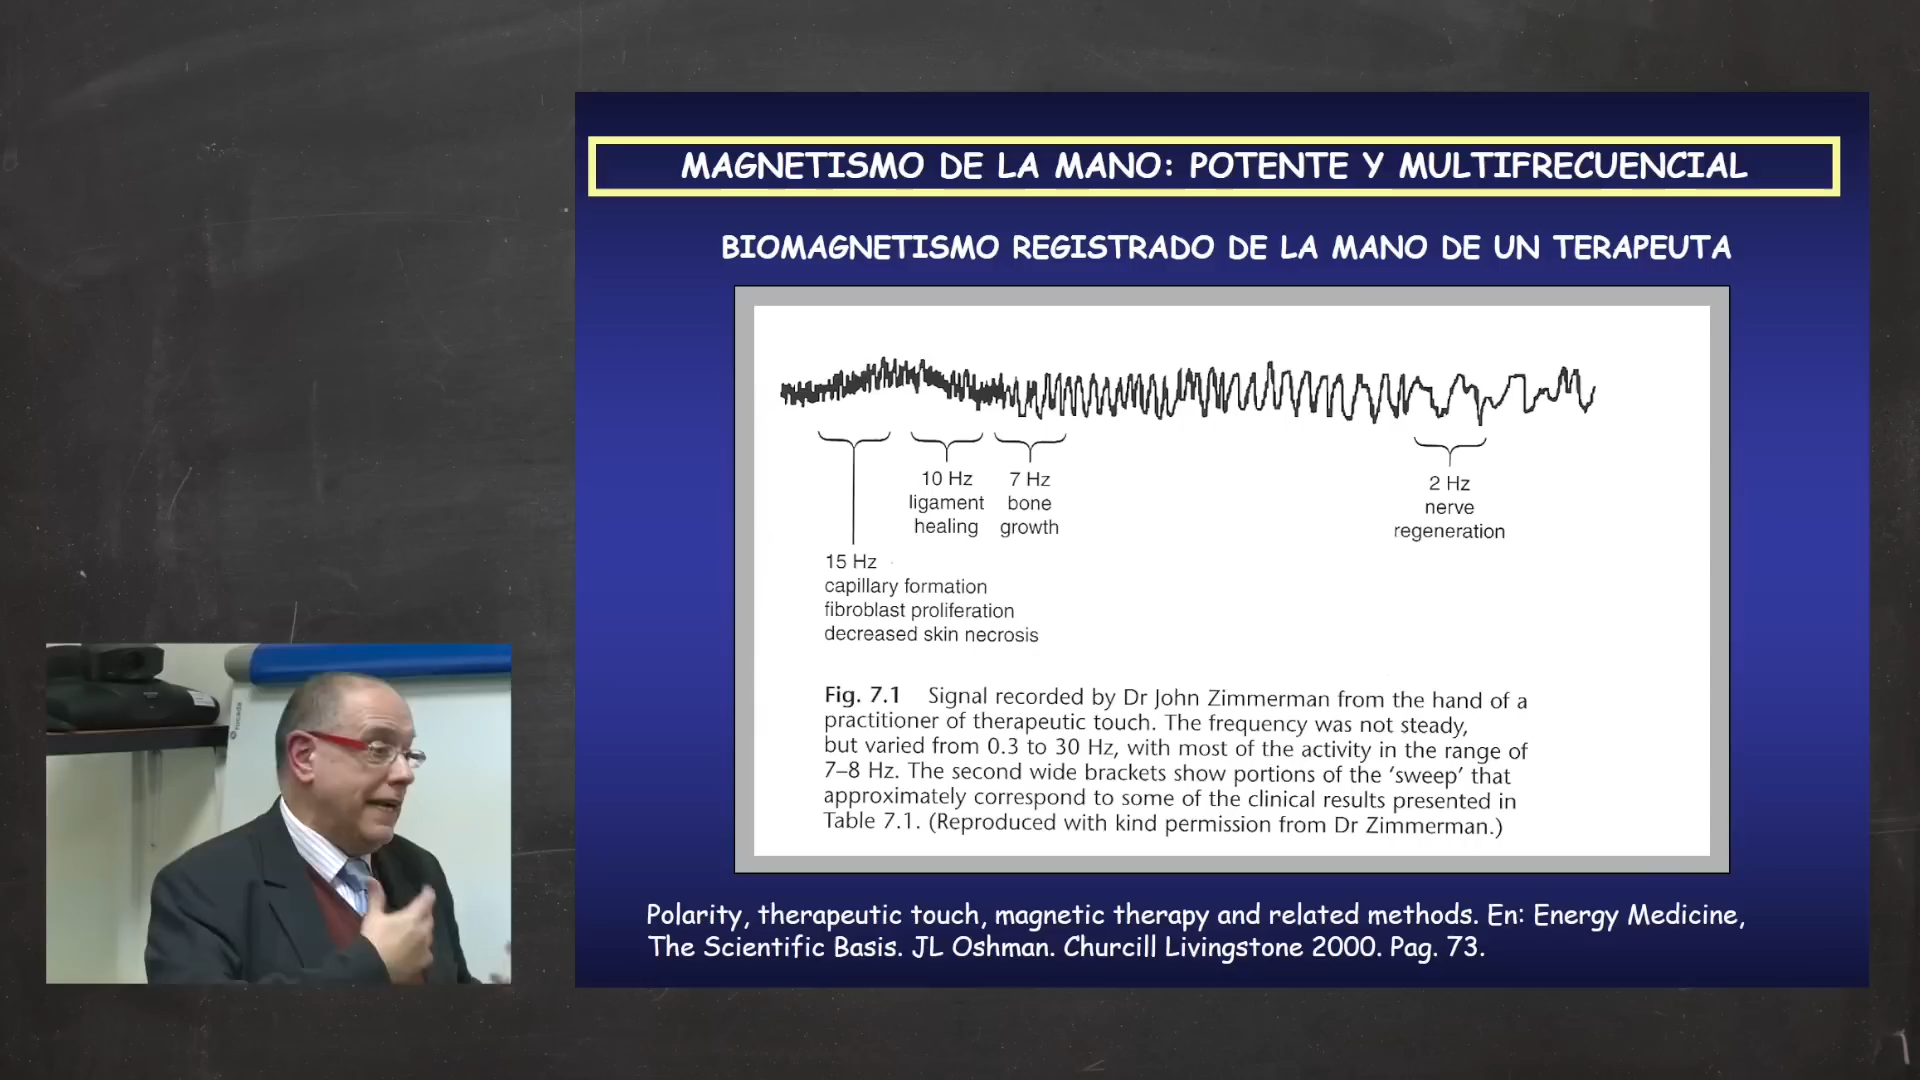 MAGNETISMO DE LA MANO: POTENTE Y MULTIFRECUENCIAL
BIOMAGNETISMO REGISTRADO DE LA MANO DE UN TERAPEUTA
10 Hz
ligament
healing
7 Hz
bone
growth
2 Hz
nerve
regeneration
15 Hz
capillary formation
fibroblast proliferation
decreased skin necrosis
Fig. 7.1 Signal recorded by Dr John Zimmerman from the hand of a
practitioner of therapeutic touch. The frequency was not steady,
but varied from 0.3 to 30 Hz, with most of the activity in the range of
7–8 Hz. The second wide brackets show portions of the ‘sweep’ that
approximately correspond to some of the clinical results presented in
Table 7.1. (Reproduced with kind permission from Dr Zimmerman.)
Polarity, therapeutic touch, magnetic therapy and related methods. En: Energy Medicine,
The Scientific Basis. JL Oshman. Churcill Livingstone 2000. Pag. 73.